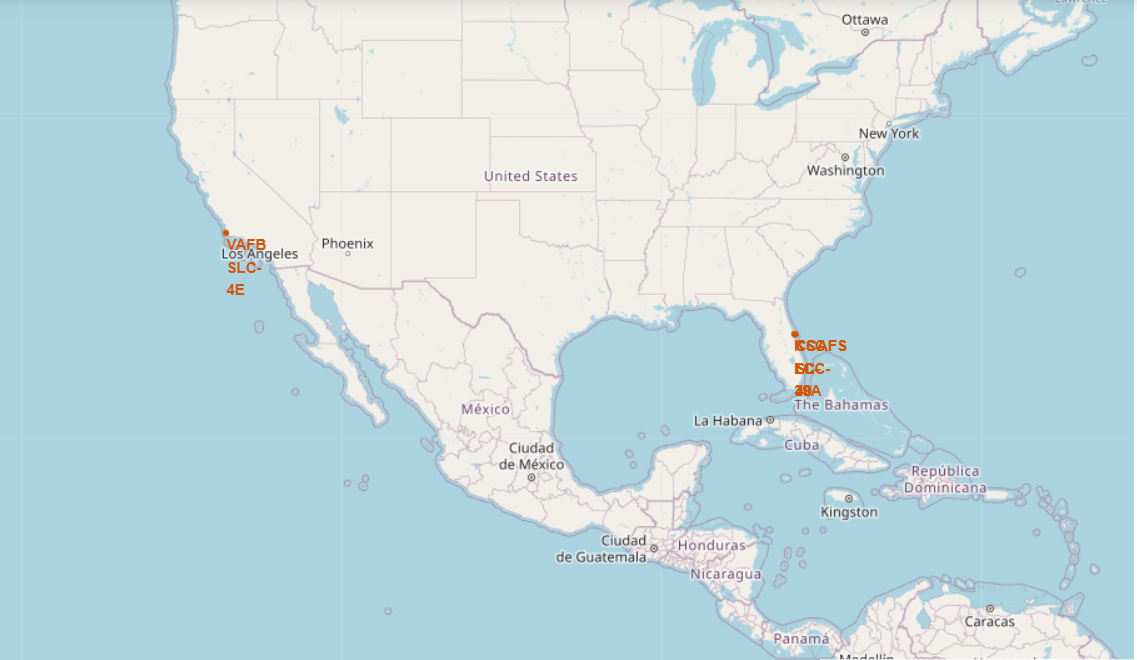 Ottawa
New York
Washington
United States
VAFB
SLC-
4E
Los Angeles
Phoenix
The Bahamas
La Habana
México
Cuba
Ciudad
de México
República
Dominicana
Kingston
Ciudad
de Guatemala
Honduras
Nicaragua
Caracas
Panamá